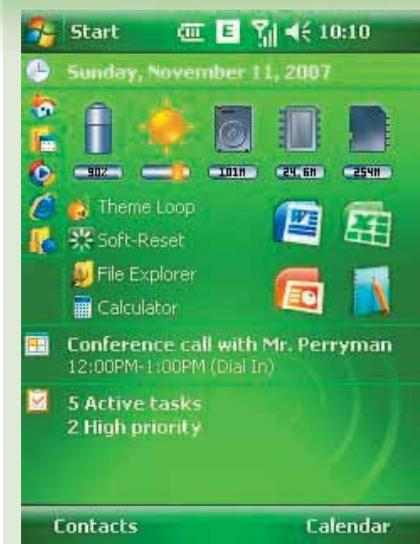 Start E 10:10
Sunday, November 11, 2007
90% 101M 24.6M 254M
Theme Loop
Soft-Reset
File Explorer
Calculator
Conference call with Mr. Perryman
12:00PM-1:00PM (Dial In)
5 Active tasks
2 High priority
Contacts Calendar